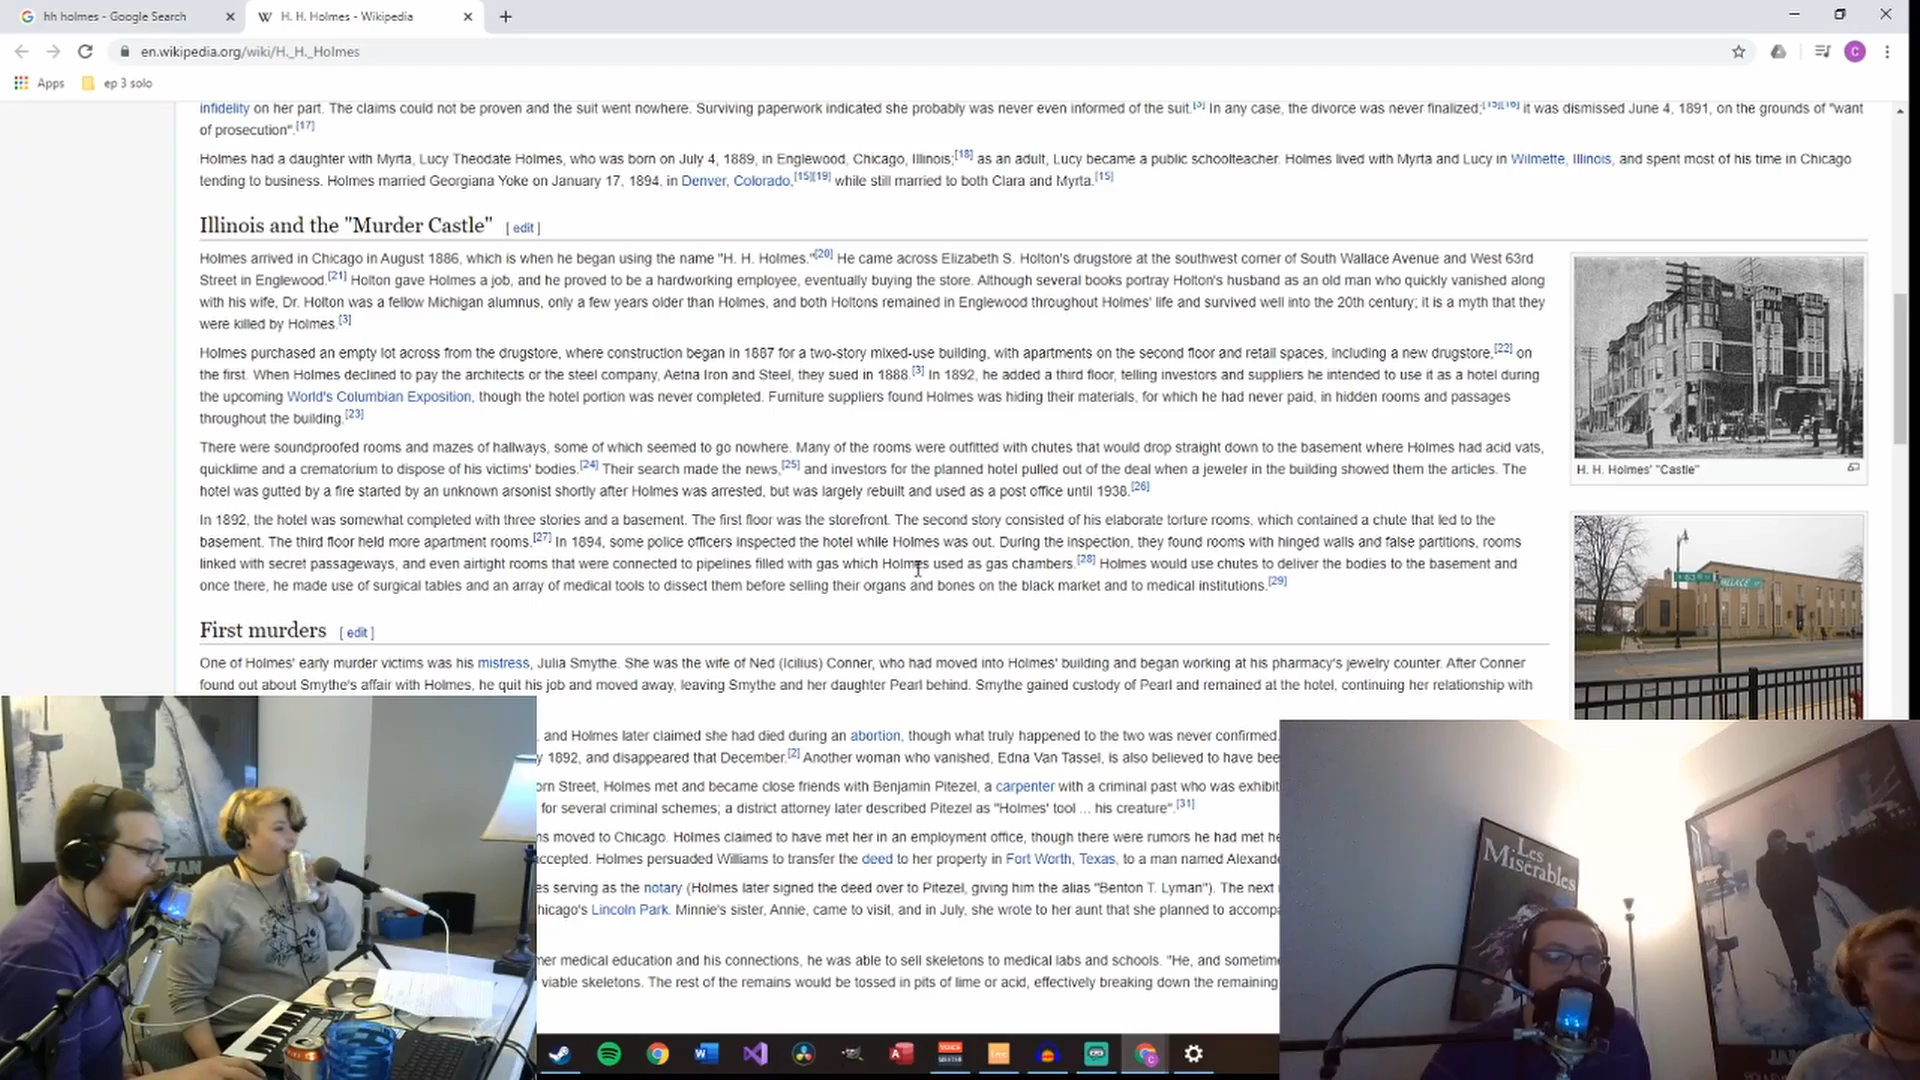 hh holmes - Google Search
H. H. Holmes - Wikipedia
en.wikipedia.org/wiki/H._H._Holmes
Apps
ep 3 solo
infidelity on her part. The claims could not be proven and the suit went nowhere. Surviving paperwork indicated she probably was never even informed of the suit.[3] In any case, the divorce was never finalized;[15][16] it was dismissed June 4, 1891, on the grounds of "want
of prosecution".[17]
Holmes had a daughter with Myrta, Lucy Theodate Holmes, who was born on July 4, 1889, in Englewood, Chicago, Illinois;[18] as an adult, Lucy became a public schoolteacher. Holmes lived with Myrta and Lucy in Wilmette, Illinois, and spent most of his time in Chicago
tending to business. Holmes married Georgiana Yoke on January 17, 1894, in Denver, Colorado,[15][19] while still married to both Clara and Myrta.[15]
Illinois and the "Murder Castle" [ edit ]
Holmes arrived in Chicago in August 1886, which is when he began using the name "H. H. Holmes."[20] He came across Elizabeth S. Holton's drugstore at the southwest corner of South Wallace Avenue and West 63rd
Street in Englewood.[21] Holton gave Holmes a job, and he proved to be a hardworking employee, eventually buying the store. Although several books portray Holton's husband as an old man who quickly vanished along
with his wife, Dr. Holton was a fellow Michigan alumnus, only a few years older than Holmes, and both Holtons remained in Englewood throughout Holmes' life and survived well into the 20th century; it is a myth that they
were killed by Holmes.[3]
Holmes purchased an empty lot across from the drugstore, where construction began in 1887 for a two-story mixed-use building, with apartments on the second floor and retail spaces, including a new drugstore,[22] on
the first. When Holmes declined to pay the architects or the steel company, Aetna Iron and Steel, they sued in 1888.[3] In 1892, he added a third floor, telling investors and suppliers he intended to use it as a hotel during
the upcoming World's Columbian Exposition, though the hotel portion was never completed. Furniture suppliers found Holmes was hiding their materials, for which he had never paid, in hidden rooms and passages
throughout the building.[23]
There were soundproofed rooms and mazes of hallways, some of which seemed to go nowhere. Many of the rooms were outfitted with chutes that would drop straight down to the basement where Holmes had acid vats,
quicklime and a crematorium to dispose of his victims' bodies.[24] Their search made the news,[25] and investors for the planned hotel pulled out of the deal when a jeweler in the building showed them the articles. The
hotel was gutted by a fire started by an unknown arsonist shortly after Holmes was arrested, but was largely rebuilt and used as a post office until 1938.[26]
H. H. Holmes' "Castle"
In 1892, the hotel was somewhat completed with three stories and a basement. The first floor was the storefront. The second story consisted of his elaborate torture rooms, which contained a chute that led to the
basement. The third floor held more apartment rooms.[27] In 1894, some police officers inspected the hotel while Holmes was out. During the inspection, they found rooms with hinged walls and false partitions, rooms
linked with secret passageways, and even airtight rooms that were connected to pipelines filled with gas which Holmes used as gas chambers.[28] Holmes would use chutes to deliver the bodies to the basement and
once there, he made use of surgical tables and an array of medical tools to dissect them before selling their organs and bones on the black market and to medical institutions.[29]
First murders [ edit ]
One of Holmes' early murder victims was his mistress, Julia Smythe. She was the wife of Ned (Icilius) Conner, who had moved into Holmes' building and began working at his pharmacy's jewelry counter. After Conner
found out about Smythe's affair with Holmes, he quit his job and moved away, leaving Smythe and her daughter Pearl behind. Smythe gained custody of Pearl and remained at the hotel, continuing her relationship with
, and Holmes later claimed she had died during an abortion, though what truly happened to the two was never confirmed.
1892, and disappeared that December.[2] Another woman who vanished, Edna Van Tassel, is also believed to have bee
orn Street, Holmes met and became close friends with Benjamin Pitezel, a carpenter with a criminal past who was exhibit
for several criminal schemes; a district attorney later described Pitezel as "Holmes' tool ... his creature".[31]
ms moved to Chicago. Holmes claimed to have met her in an employment office, though there were rumors he had met he
accepted. Holmes persuaded Williams to transfer the deed to her property in Fort Worth, Texas, to a man named Alexande
es serving as the notary (Holmes later signed the deed over to Pitezel, giving him the alias "Benton T. Lyman"). The next
hicago's Lincoln Park. Minnie's sister, Annie, came to visit, and in July, she wrote to her aunt that she planned to accompa
mer medical education and his connections, he was able to sell skeletons to medical labs and schools. "He, and sometime
viable skeletons. The rest of the remains would be tossed in pits of lime or acid, effectively breaking down the remaining
Les
Misérables